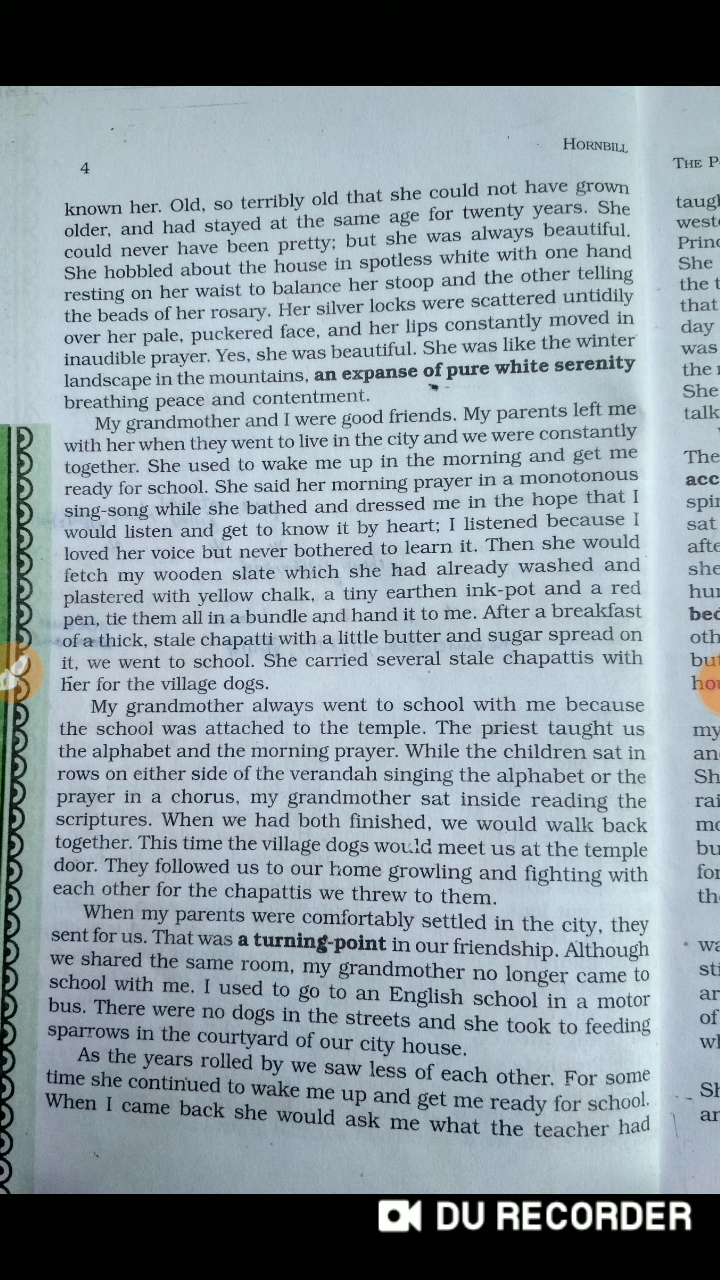 HORNBILL
4
known her. Old, so terribly old that she could not have grown
older, and had stayed at the same age for twenty years. She
could never have been pretty; but she was always beautiful.
She hobbled about the house in spotless white with one hand
resting on her waist to balance her stoop and the other telling
the beads of her rosary. Her silver locks were scattered untidily
over her pale, puckered face, and her lips constantly moved in
inaudible prayer. Yes, she was beautiful. She was like the winter
landscape in the mountains, an expanse of pure white serenity
breathing peace and contentment.
My grandmother and I were good friends. My parents left me
with her when they went to live in the city and we were constantly
together. She used to wake me up in the morning and get me
ready for school. She said her morning prayer in a monotonous
sing-song while she bathed and dressed me in the hope that I
would listen and get to know it by heart; I listened because I
loved her voice but never bothered to learn it. Then she would
fetch my wooden slate which she had already washed and
plastered with yellow chalk, a tiny earthen ink-pot and a red
pen, tie them all in a bundle and hand it to me. After a breakfast
of a thick, stale chapatti with a little butter and sugar spread on
it, we went to school. She carried several stale chapattis with
her for the village dogs.
My grandmother always went to school with me because
the school was attached to the temple. The priest taught us
the alphabet and the morning prayer. While the children sat in
rows on either side of the verandah singing the alphabet or the
prayer in a chorus, my grandmother sat inside reading the
scriptures. When we had both finished, we would walk back
together. This time the village dogs would meet us at the temple
door. They followed us to our home growling and fighting with
each other for the chapattis we threw to them.
When my parents were comfortably settled in the city, they
sent for us. That was a turning-point in our friendship. Although
we shared the same room, my grandmother no longer came to
school with me. I used to go to an English school in a motor
bus. There were no dogs in the streets and she took to feeding
sparrows in the courtyard of our city house.
As the years rolled by we saw less of each other. For some
time she continued to wake me up and get me ready for school.
When I came back she would ask me what the teacher had
THE
She
the
that
day
was
the
She
talk
The
sat
she
my
She
DU RECORDER